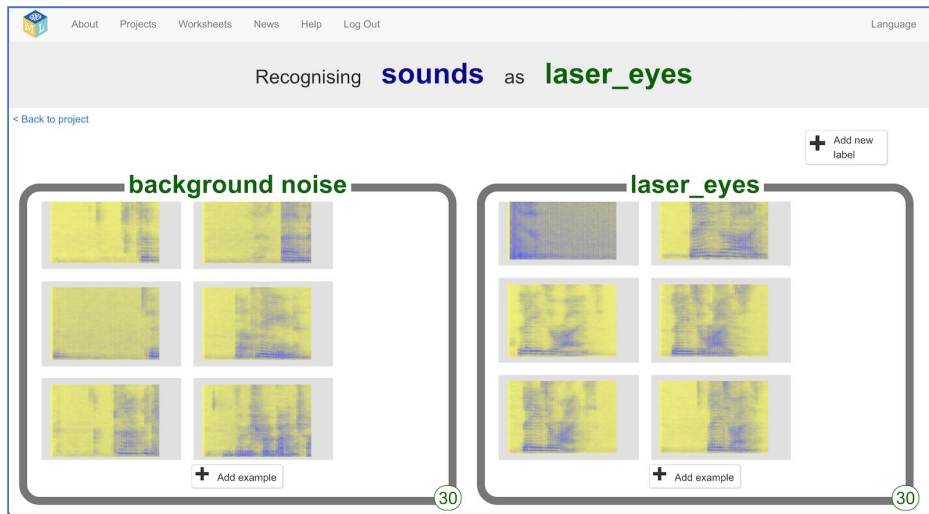 ML
About Projects Worksheets News Help Log Out Language
Recognising sounds as laser_eyes
< Back to project
+ Add new label
background noise
laser_eyes
+ Add example
30
+ Add example
30